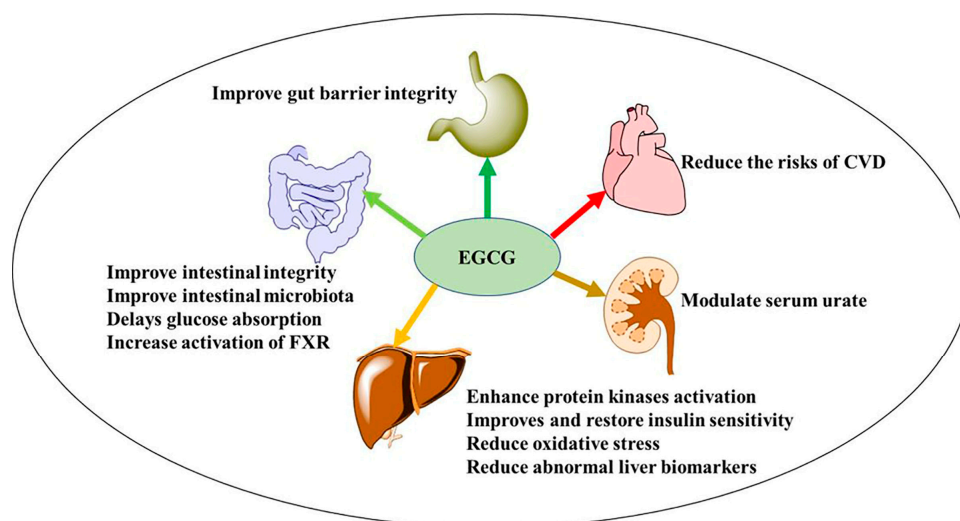 Improve gut barrier integrity
Reduce the risks of CVD
EGCG
Improve intestinal integrity
Improve intestinal microbiota
Delays glucose absorption
Increase activation of FXR
Modulate serum urate
Enhance protein kinases activation
Improves and restore insulin sensitivity
Reduce oxidative stress
Reduce abnormal liver biomarkers